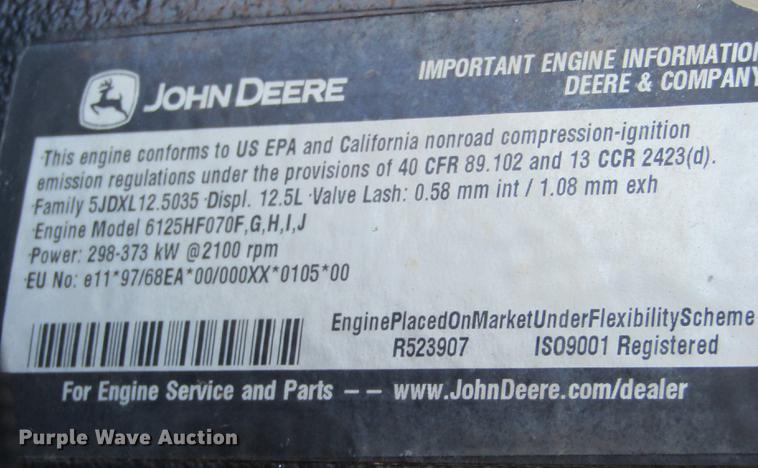 JOHN DEERE
IMPORTANT ENGINE INFORMATION
DEERE & COMPANY
·This engine conforms to US EPA and California nonroad compression-ignition
emission regulations under the provisions of 40 CFR 89.102 and 13 CCR 2423(d).
·Family 5JDXL12.5035 ·Displ. 12.5L ·Valve Lash: 0.58 mm int / 1.08 mm exh
·Engine Model 6125HF070F,G,H,I,J
·Power: 298-373 kW @2100 rpm
·EU No: e11*97/68EA*00/000XX*0105*00
EnginePlacedOnMarketUnderFlexibilityScheme
R523907 ISO9001 Registered
For Engine Service and Parts – – www.JohnDeere.com/dealer
Purple Wave Auction